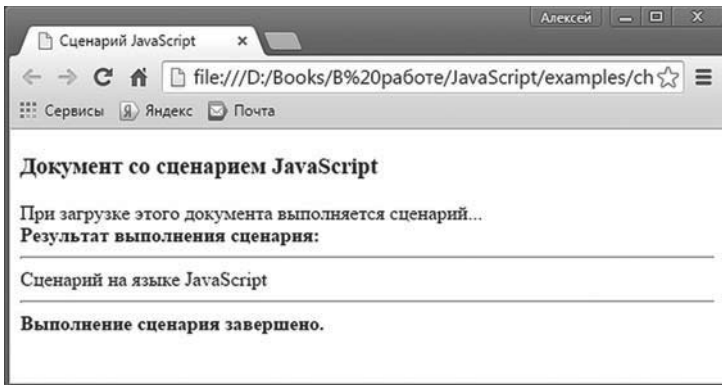 Алексей
Сценарий JavaScript
file:///D:/Books/В%20работе/JavaScript/examples/ch
Сервисы Яндекс Почта
Документ со сценарием JavaScript
При загрузке этого документа выполняется сценарий...
Результат выполнения сценария:
Сценарий на языке JavaScript
Выполнение сценария завершено.